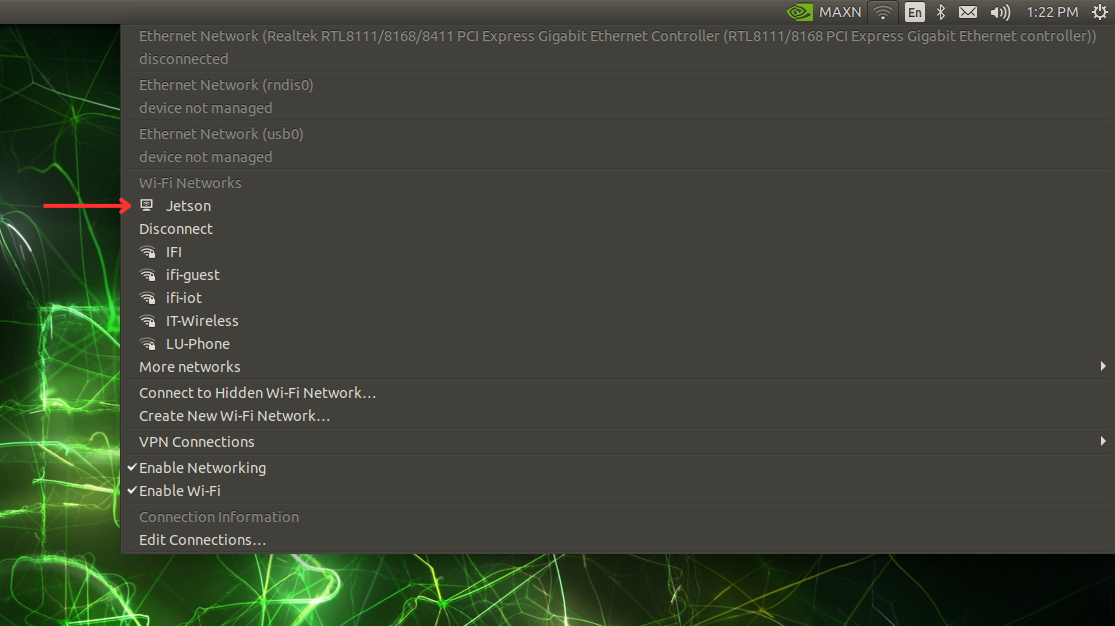 MAXN En 1:22 PM
Ethernet Network (Realtek RTL8111/8168/8411 PCI Express Gigabit Ethernet Controller (RTL8111/8168 PCI Express Gigabit Ethernet controller))
disconnected
Ethernet Network (rndis0)
device not managed
Ethernet Network (usb0)
device not managed
Wi-Fi Networks
Jetson
Disconnect
IFI
ifi-guest
ifi-iot
IT-Wireless
LU-Phone
More networks
Connect to Hidden Wi-Fi Network…
Create New Wi-Fi Network…
VPN Connections
Enable Networking
Enable Wi-Fi
Connection Information
Edit Connections…